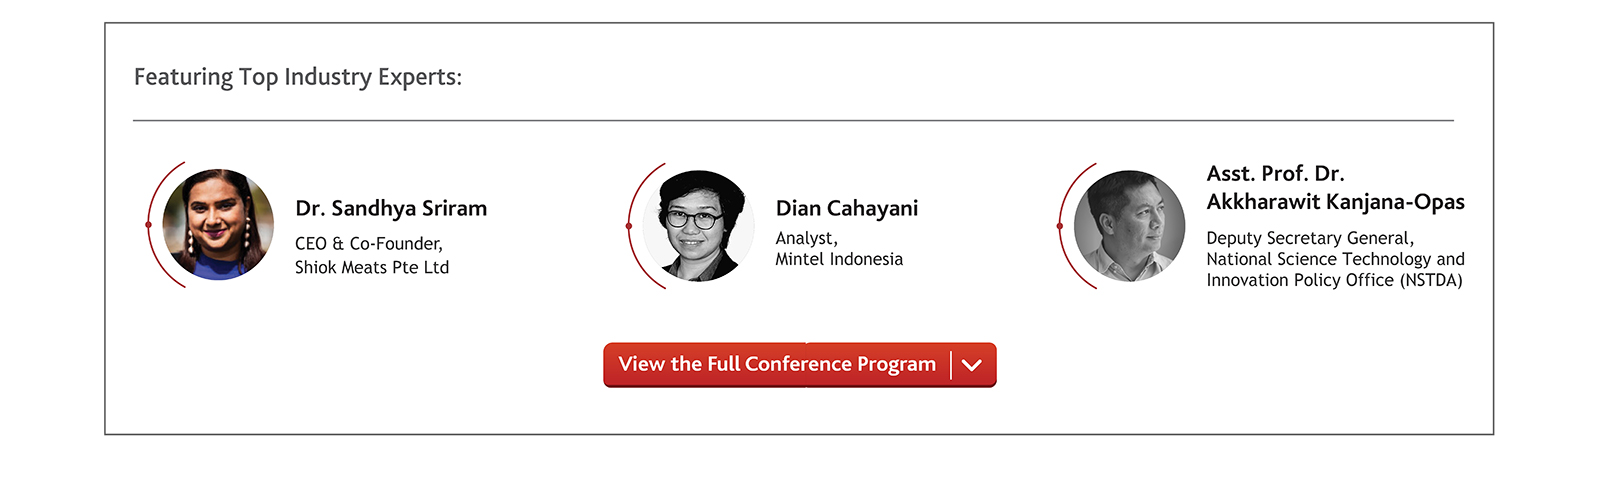 Featuring Top Industry Experts:
Dr. Sandhya Sriram
CEO & Co-Founder,
Shiok Meats Pte Ltd
Dian Cahayani
Analyst,
Mintel Indonesia
Asst. Prof. Dr.
Akkharawit Kanjana-Opas
Deputy Secretary General,
National Science Technology and
Innovation Policy Office (NSTDA)
View the Full Conference Program